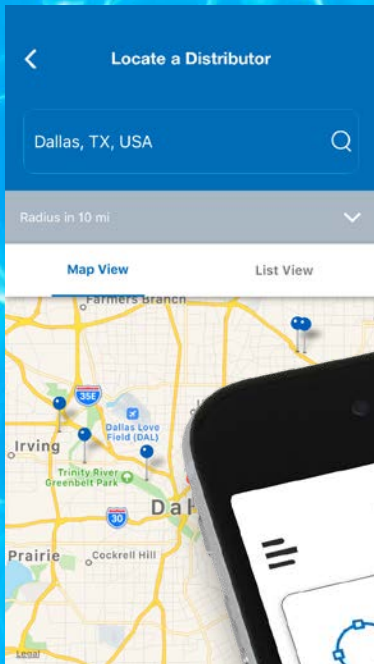 Locate a Distributor
Dallas, TX, USA
Radius in 10 mi
Map View
List View
Farmers Branch
35E
Dallas Love
Field (DAL)
Irving
Trinity River
Greenbelt Park
30
Prairie
Cockrell Hill
Legal